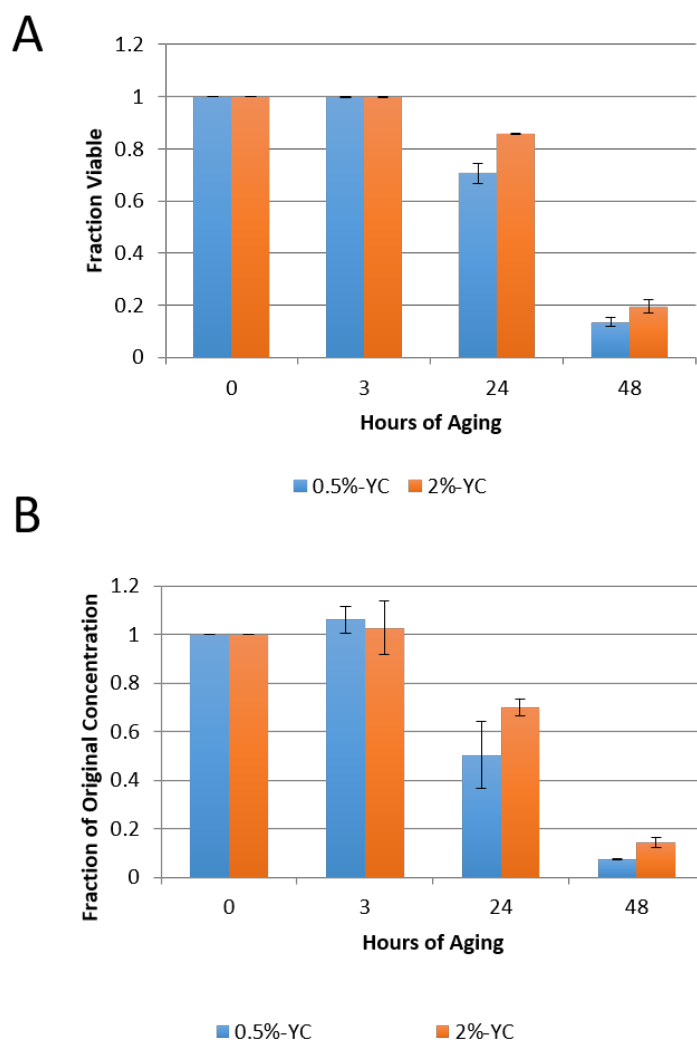 A
1.2
1
0.8
0.6
0.4
0.2
0
Fraction Viable
0 3 24 48
Hours of Aging
0.5%-YC 2%-YC
B
1.2
1
0.8
0.6
0.4
0.2
0
Fraction of Original Concentration
0 3 24 48
Hours of Aging
0.5%-YC 2%-YC